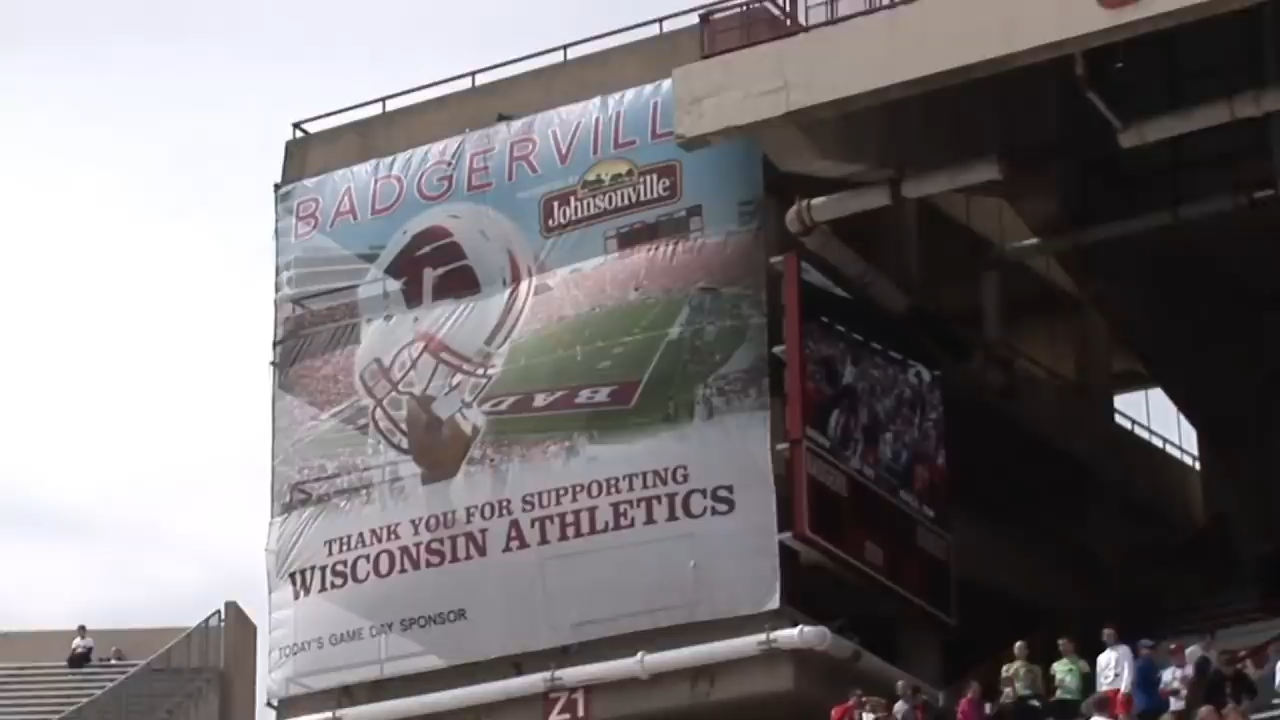 BADGERVILL
Johnsonville
BAD
THANK YOU FOR SUPPORTING
WISCONSIN ATHLETICS
TODAY'S GAME DAY SPONSOR
Z1